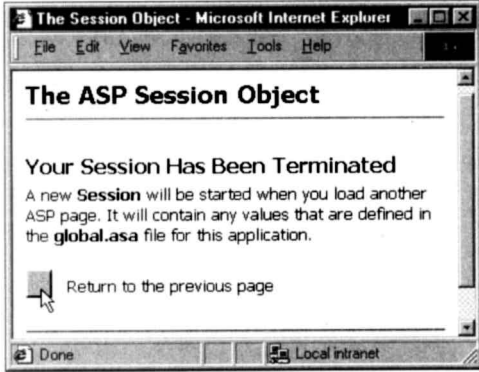 The Session Object - Microsoft Internet Explorer
File Edit View Favorites Tools Help
The ASP Session Object
Your Session Has Been Terminated
A new Session will be started when you load another
ASP page. It will contain any values that are defined in
the global.asa file for this application.
Return to the previous page
Done Local intranet